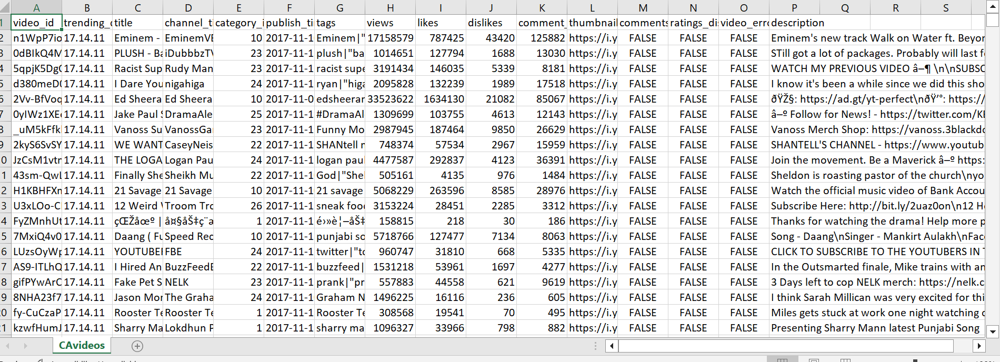 A B C D E F G H I J K L M N O P Q R S
1 video_id trending_ title channel_ti category_i publish_ti tags views likes dislikes comment_ thumbnail comments ratings_dis video_erro description
2 n1WpP7io 17.14.11 Eminem - EminemVE 10 2017-11-1 Eminem|" 17158579 787425 43420 125882 https://i.y FALSE FALSE FALSE Eminem's new track Walk on Water ft. Beyon
3 0dBIkQ4M 17.14.11 PLUSH - Ba iDubbbzTV 23 2017-11-1 plush|"ba 1014651 127794 1688 13030 https://i.y FALSE FALSE FALSE STill got a lot of packages. Probably will last f
4 5qpjK5Dg 17.14.11 Racist Sup Rudy Man 23 2017-11-1 racist supe 3191434 146035 5339 8181 https://i.y FALSE FALSE FALSE WATCH MY PREVIOUS VIDEO â–¶ \n\nSUBSC
5 d380meD 17.14.11 I Dare You nigahiga 24 2017-11-1 ryan|"higa 2095828 132239 1989 17518 https://i.y FALSE FALSE FALSE I know it's been a while since we did this sho
6 2Vv-BfVoq 17.14.11 Ed Sheera Ed Sheera 10 2017-11-0 edsheeran 33523622 1634130 21082 85067 https://i.y FALSE FALSE FALSE ðŸŽ§: https://ad.gt/yt-perfect\nðŸ’°: https://
7 0yIWz1XE 17.14.11 Jake Paul S DramaAle 25 2017-11-1 #DramaAl 1309699 103755 4613 12143 https://i.y FALSE FALSE FALSE â–º Follow for News! - https://twitter.com/KE
8 _uM5kFfkl 17.14.11 Vanoss Su VanossGa 23 2017-11-1 Funny Mo 2987945 187464 9850 26629 https://i.y FALSE FALSE FALSE Vanoss Merch Shop: https://vanoss.3blackdo
9 2kyS6SvSY 17.14.11 WE WANT CaseyNeis 22 2017-11-1 SHANtell m 748374 57534 2967 15959 https://i.y FALSE FALSE FALSE SHANTELL'S CHANNEL - https://www.youtub
0 JzCsM1vtn 17.14.11 THE LOGA Logan Pau 24 2017-11-1 logan paul 4477587 292837 4123 36391 https://i.y FALSE FALSE FALSE Join the movement. Be a Maverick â–º https:
1 43sm-QwL 17.14.11 Finally She Sheikh Mu 22 2017-11-1 God|"Shel 505161 4135 976 1484 https://i.y FALSE FALSE FALSE Sheldon is roasting pastor of the church\nyo
2 H1KBHFXm 17.14.11 21 Savage 21 Savage 10 2017-11-1 21 savage 5068229 263596 8585 28976 https://i.y FALSE FALSE FALSE Watch the official music video of Bank Accou
3 U3xLOo-C 17.14.11 12 Weird Troom Tro 26 2017-11-1 sneak food 3153224 28451 2285 3312 https://i.y FALSE FALSE FALSE Subscribe Here: http://bit.ly/2uaz0on\n12 H
4 FyZMnhUt 17.14.11 çŒŽåœº | å¤§åŠ‡ç¨æ 1 2017-11-1 é›»è¦–åŠ‡ 158815 218 30 186 https://i.y FALSE FALSE FALSE Thanks for watching the drama! Help more p
5 7MxiQ4v0 17.14.11 Daang ( Fu Speed Rec 10 2017-11-1 punjabi so 5718766 127477 7134 8063 https://i.y FALSE FALSE FALSE Song - Daang\nSinger - Mankirt Aulakh\nFac
6 LUzsOyWp 17.14.11 YOUTUBE FBE 24 2017-11-1 twitter|"to 960747 31810 668 5335 https://i.y FALSE FALSE FALSE CLICK TO SUBSCRIBE TO THE YOUTUBERS IN
7 AS9-ITLhQ 17.14.11 I Hired An BuzzFeedB 22 2017-11-1 buzzfeed| 1531218 53961 1697 4277 https://i.y FALSE FALSE FALSE In the Outsmarted finale, Mike trains with an
8 gifPYwArC 17.14.11 Fake Pet S NELK 23 2017-11-1 prank|"pr 557883 44558 621 9619 https://i.y FALSE FALSE FALSE 3 Days left to cop NELK merch: https://nelk.c
9 8NHA23f7 17.14.11 Jason Mor The Graha 24 2017-11-1 Graham N 1496225 16116 236 605 https://i.y FALSE FALSE FALSE I think Sarah Millican was very excited for thi
20 fy-CuCzaP 17.14.11 Rooster Te Rooster Te 1 2017-11-1 Rooster Te 308568 19541 70 495 https://i.y FALSE FALSE FALSE Miles gets stuck at work one night watching
21 kzwfHumJ 17.14.11 Sharry Ma Lokdhun P 1 2017-11-1 sharry ma 1096327 33966 798 882 https://i.y FALSE FALSE FALSE Presenting Sharry Mann latest Punjabi Song
CAvideos